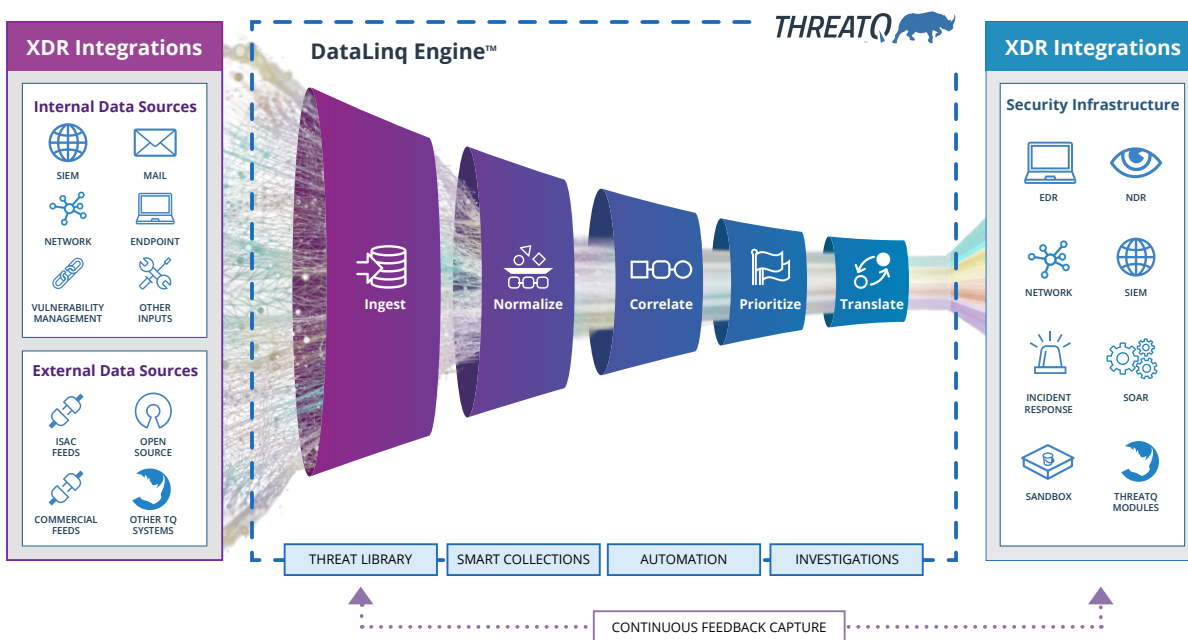 THREATQ
XDR Integrations
Internal Data Sources
SIEM
MAIL
NETWORK
ENDPOINT
VULNERABILITY
MANAGEMENT
OTHER
INPUTS
External Data Sources
ISAC
FEEDS
OPEN
SOURCE
COMMERCIAL
FEEDS
OTHER TQ
SYSTEMS
DataLinq Engine™
Ingest
Normalize
Correlate
Prioritize
Translate
THREAT LIBRARY
SMART COLLECTIONS
AUTOMATION
INVESTIGATIONS
XDR Integrations
Security Infrastructure
EDR
NDR
NETWORK
SIEM
INCIDENT
RESPONSE
SOAR
SANDBOX
THREATQ
MODULES
CONTINUOUS FEEDBACK CAPTURE